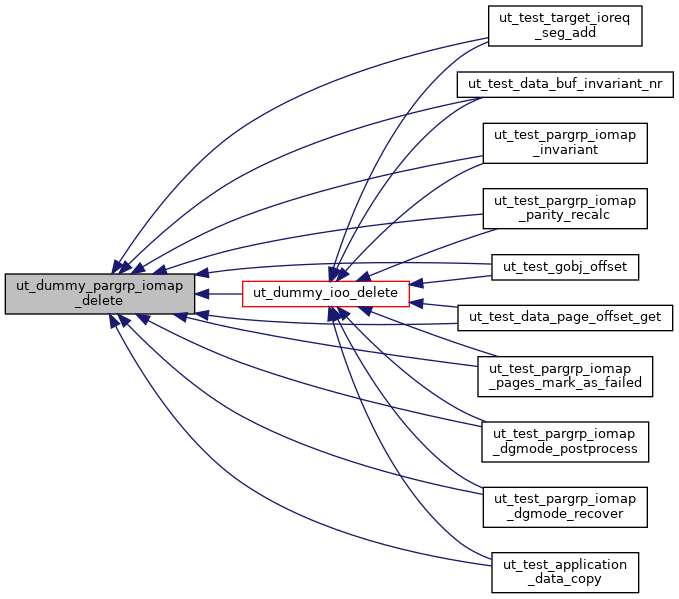 ut_test_target_ioreq
_seg_add
ut_test_data_buf_invariant_nr
ut_test_pargrp_iomap
_invariant
ut_test_pargrp_iomap
_parity_recalc
ut_test_gobj_offset
ut_dummy_pargrp_iomap
_delete
ut_dummy_ioo_delete
ut_test_data_page_offset_get
ut_test_pargrp_iomap
_pages_mark_as_failed
ut_test_pargrp_iomap
_dgmode_postprocess
ut_test_pargrp_iomap
_dgmode_recover
ut_test_application
_data_copy